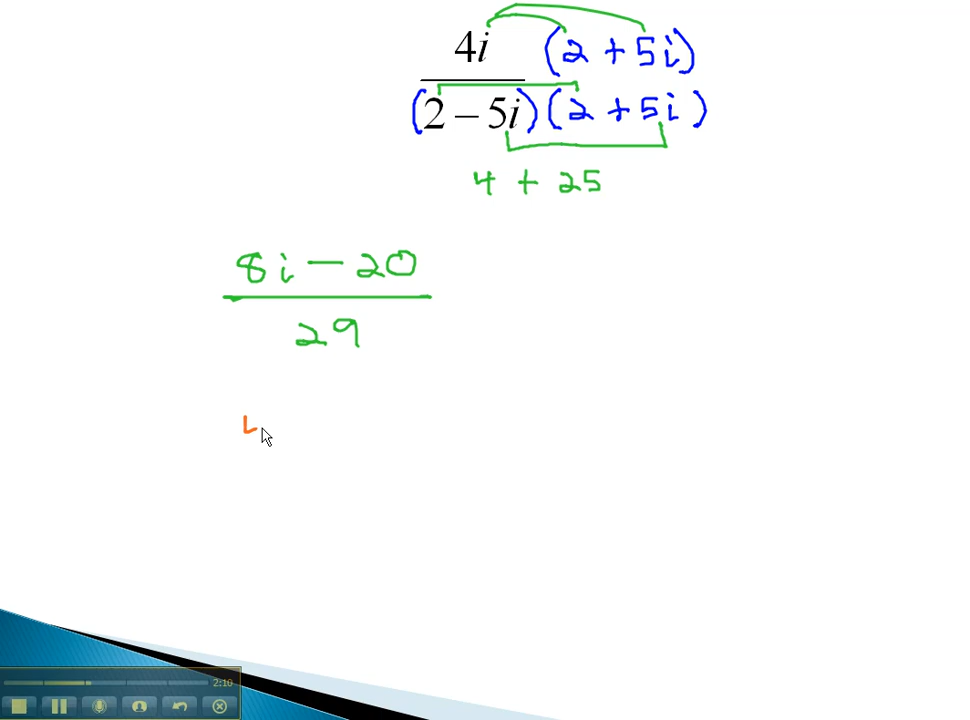 4i (2 + 5i)
(2 – 5i)(2 + 5i)
4 + 25
8i – 20
29
2:10